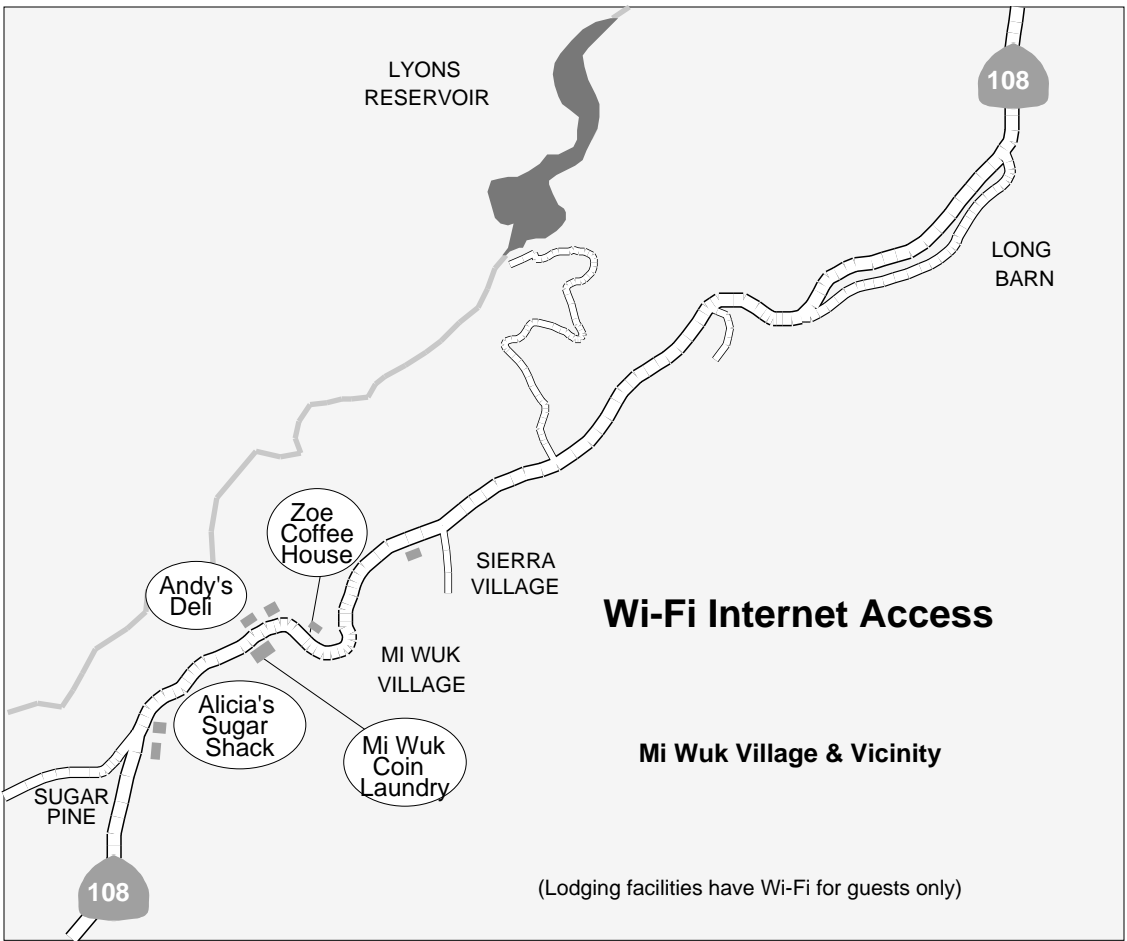 LYONS
RESERVOIR
108
LONG
BARN
Zoe
Coffee
House
SIERRA
VILLAGE
Andy's
Deli
Wi-Fi Internet Access
MI WUK
VILLAGE
Alicia's
Sugar
Shack
Mi Wuk
Coin
Laundry
Mi Wuk Village & Vicinity
SUGAR
PINE
108
(Lodging facilities have Wi-Fi for guests only)